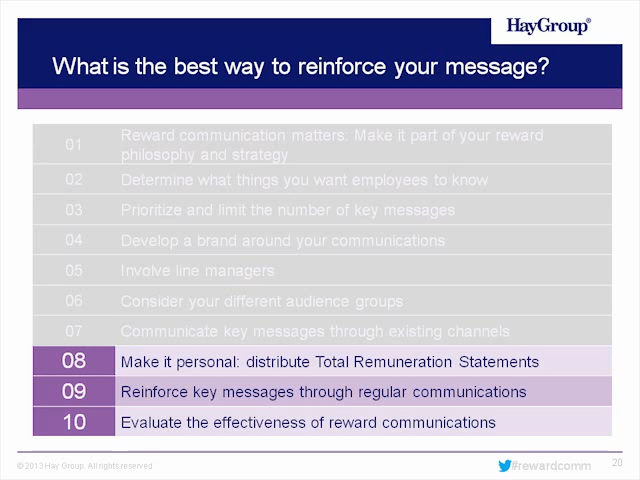 HayGroup®
What is the best way to reinforce your message?
01 Reward communication matters: Make it part of your reward
philosophy and strategy
02 Determine what things you want employees to know
03 Prioritize and limit the number of key messages
04 Develop a brand around your communications
05 Involve line managers
06 Consider your different audience groups
07 Communicate key messages through existing channels
08 Make it personal: distribute Total Remuneration Statements
09 Reinforce key messages through regular communications
10 Evaluate the effectiveness of reward communications
© 2013 Hay Group. All rights reserved
#rewardcomm
20